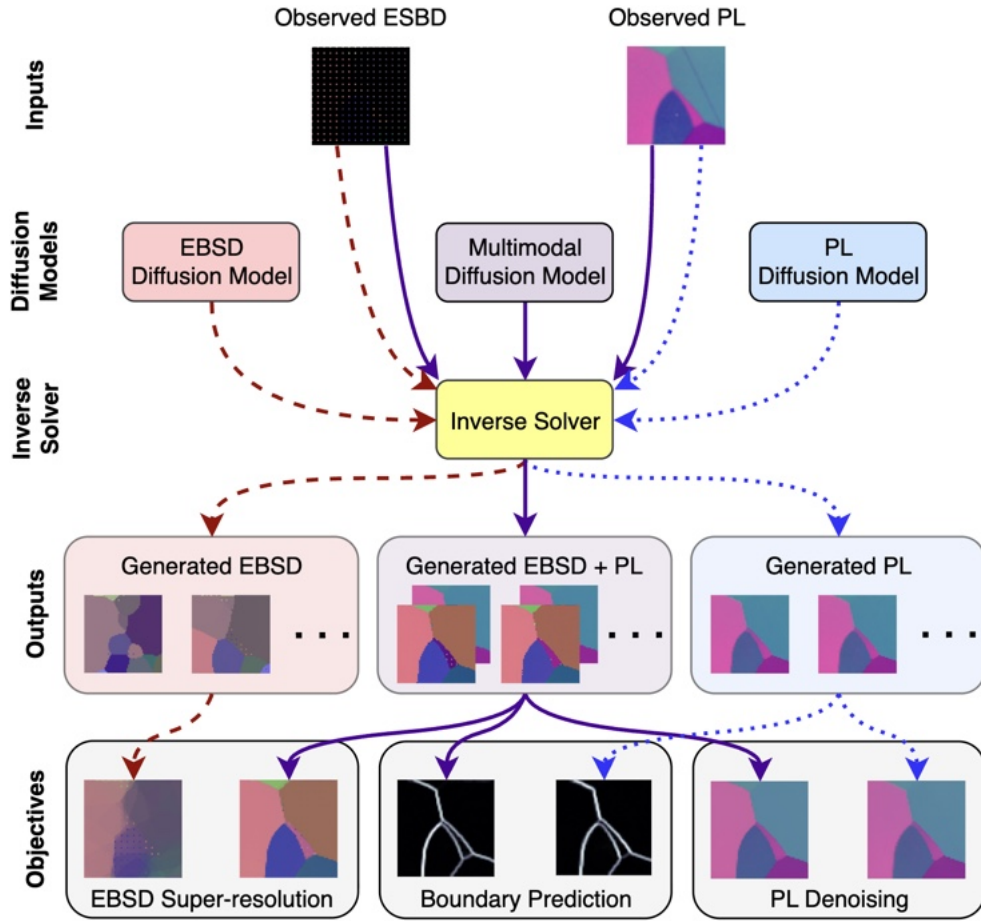 Observed ESBD
Observed PL
Inputs
Diffusion
Models
EBSD
Diffusion Model
Multimodal
Diffusion Model
PL
Diffusion Model
Inverse
Solver
Inverse Solver
Outputs
Generated EBSD
Generated EBSD + PL
Generated PL
. . .
. . .
. . .
Objectives
EBSD Super-resolution
Boundary Prediction
PL Denoising